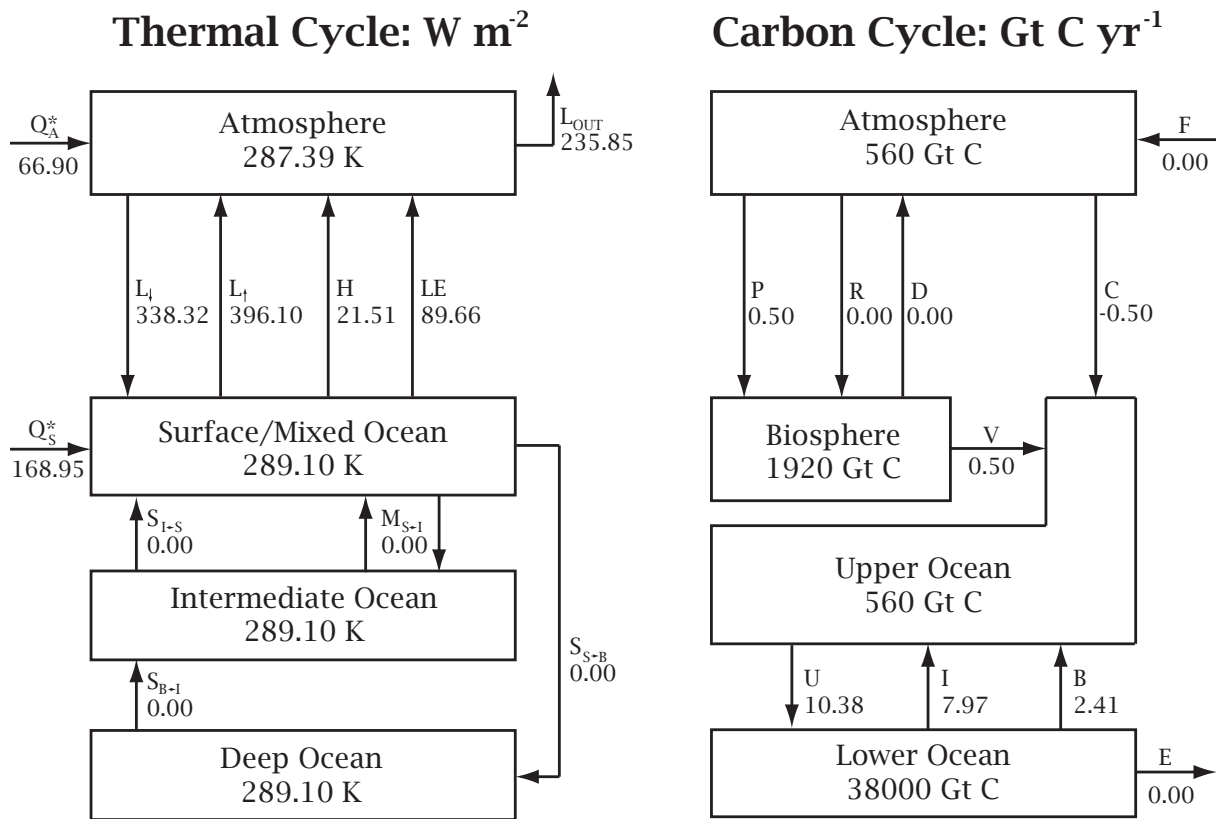 Thermal Cycle: W m⁻²
Atmosphere
287.39 K
Q*A
66.90
LOUT
235.85
L↓
338.32
L↑
396.10
H
21.51
LE
89.66
Surface/Mixed Ocean
289.10 K
Q*S
168.95
SI→S
0.00
MS→I
0.00
Intermediate Ocean
289.10 K
SS→B
0.00
SB→I
0.00
Deep Ocean
289.10 K
Carbon Cycle: Gt C yr⁻¹
Atmosphere
560 Gt C
F
0.00
P
0.50
R
0.00
D
0.00
C
-0.50
Biosphere
1920 Gt C
V
0.50
Upper Ocean
560 Gt C
U
10.38
I
7.97
B
2.41
Lower Ocean
38000 Gt C
E
0.00